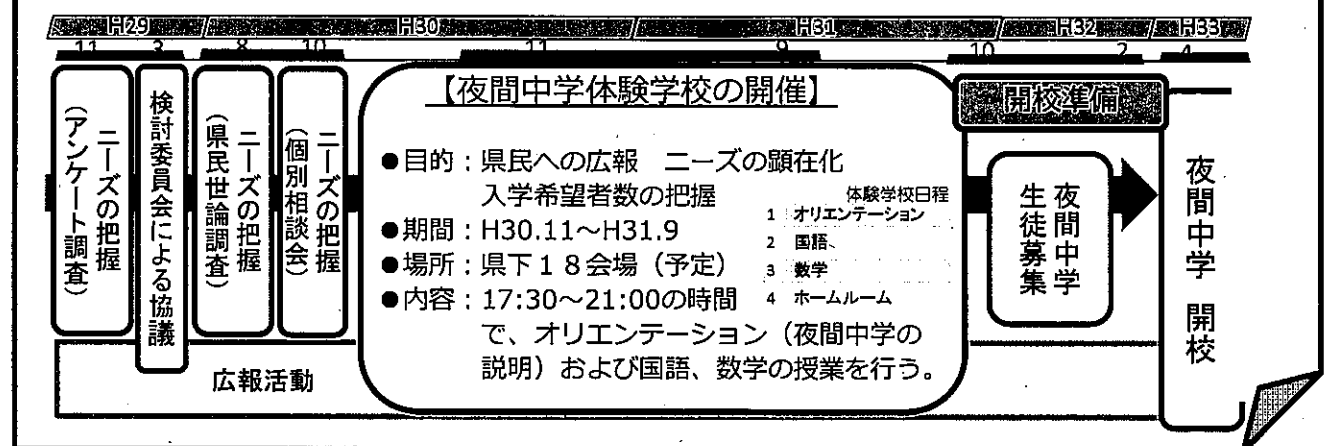 H29 H30 H31 H32 H33
11 3 8 10 11 9 10 2 4
ニーズの把握
（アンケート調査）
検討委員会による協議
ニーズの把握
（県民世論調査）
ニーズの把握
（個別相談会）
【夜間中学体験学校の開催】
●目的：県民への広報　ニーズの顕在化
入学希望者数の把握
●期間：H30.11～H31.9
●場所：県下１８会場（予定）
●内容：17:30～21:00の時間
で、オリエンテーション（夜間中学の
説明）および国語、数学の授業を行う。
体験学校日程
1 オリエンテーション
2 国語、
3 数学
4 ホームルーム
開校準備
夜間中学
生徒募集
夜間中学　開校
広報活動